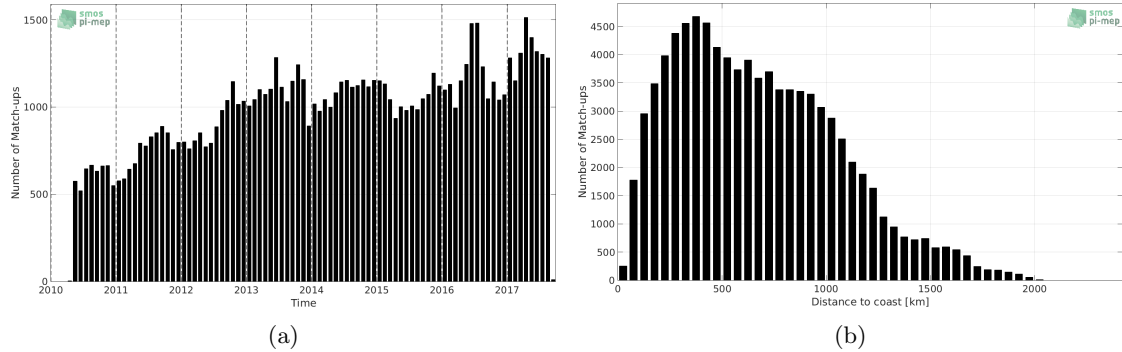 smos
pi-mep
1500
1000
500
0
Number of Match-ups
2010 2011 2012 2013 2014 2015 2016 2017
Time
(a)
smos
pi-mep
4500
4000
3500
3000
2500
2000
1500
1000
500
0
Number of Match-ups
0 500 1000 1500 2000
Distance to coast [km]
(b)